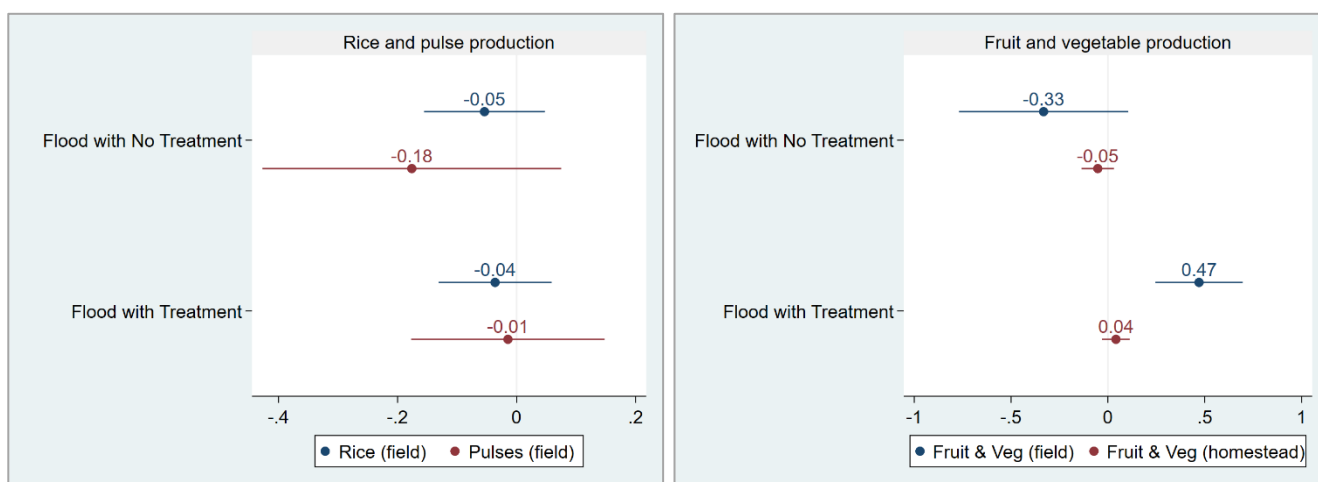 Rice and pulse production
Flood with No Treatment
-0.05
-0.18
Flood with Treatment
-0.04
-0.01
-.4 -.2 0 .2
Rice (field) Pulses (field)
Fruit and vegetable production
Flood with No Treatment
-0.33
-0.05
Flood with Treatment
0.47
0.04
-1 -.5 0 .5 1
Fruit & Veg (field) Fruit & Veg (homestead)